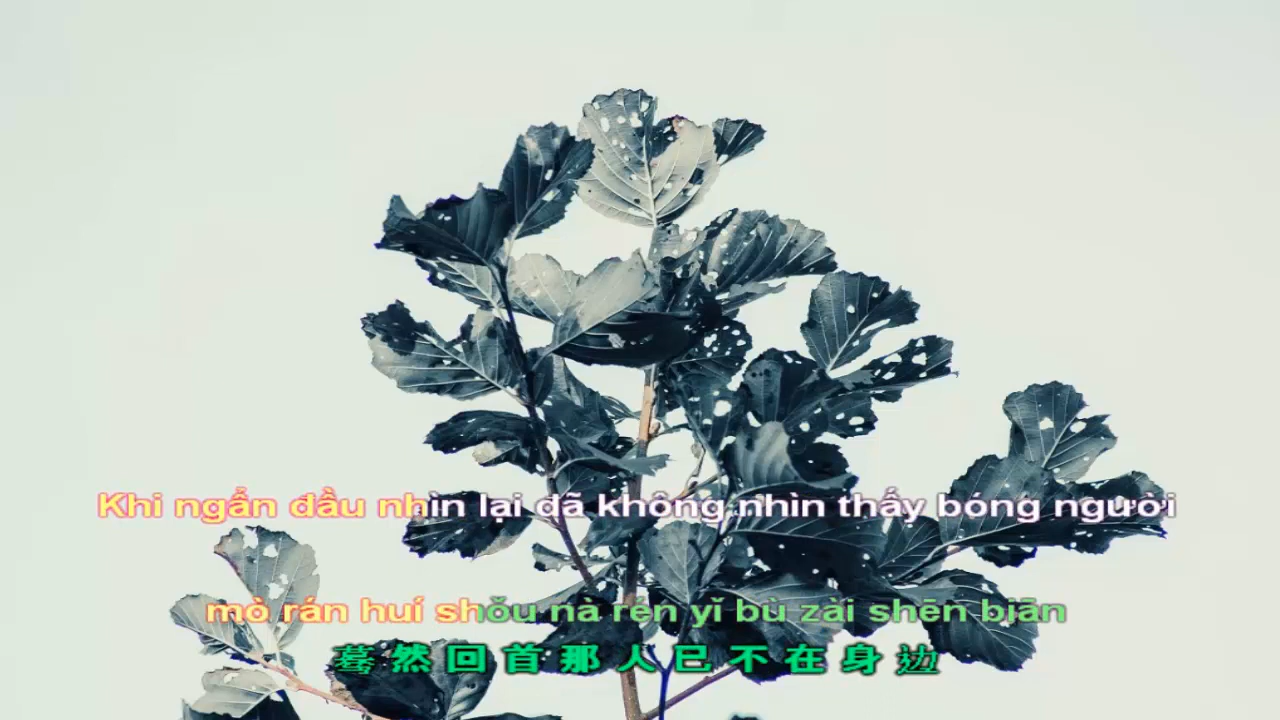 Khi ngẩn đầu nhìn lại đã không nhìn thấy bóng người
mò rán huí shǒu nà rén yǐ bù zài shēn biān
蓦然回首那人已不在身边